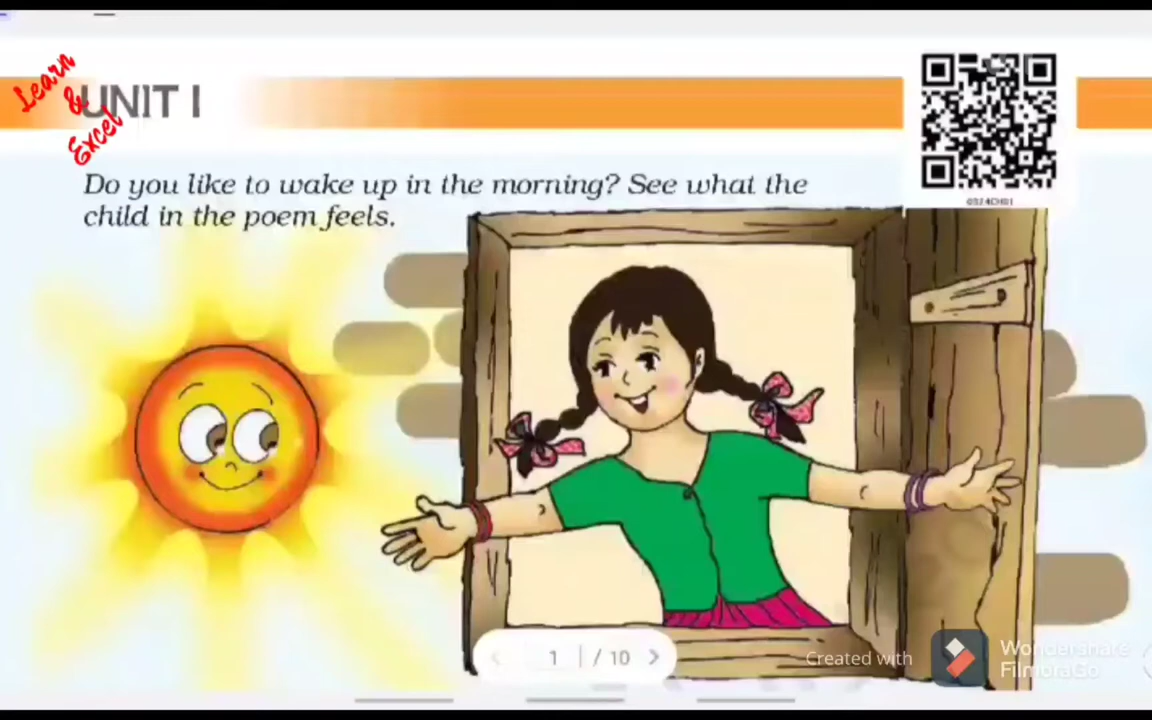 Learn
&
Excel
UNIT I
Do you like to wake up in the morning? See what the
child in the poem feels.
1 / 10
Created with
Wondershare
FilmoraGo